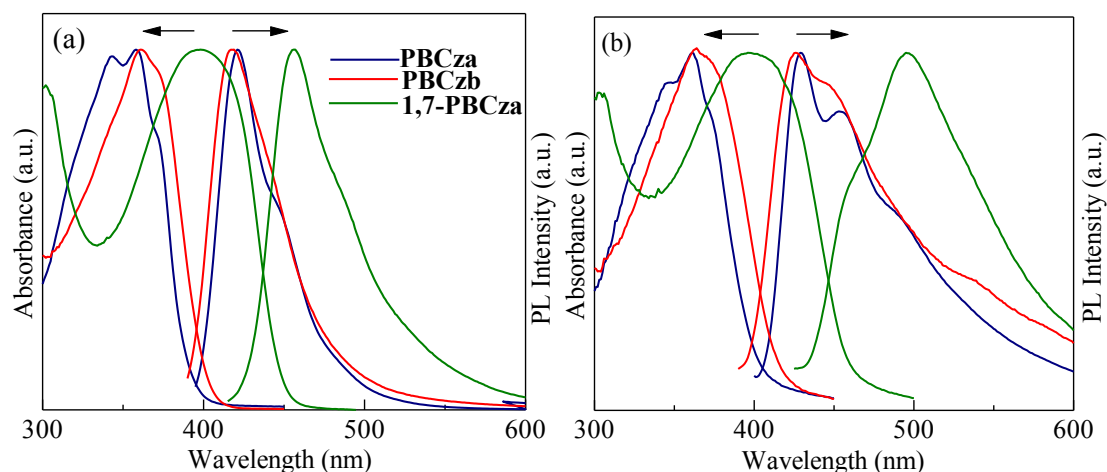 (a)
PBCza
PBCzb
1,7-PBCza
Absorbance (a.u.)
PL Intensity (a.u.)
300 400 500 600
Wavelength (nm)
(b)
Absorbance (a.u.)
PL Intensity (a.u.)
300 400 500 600
Wavelength (nm)